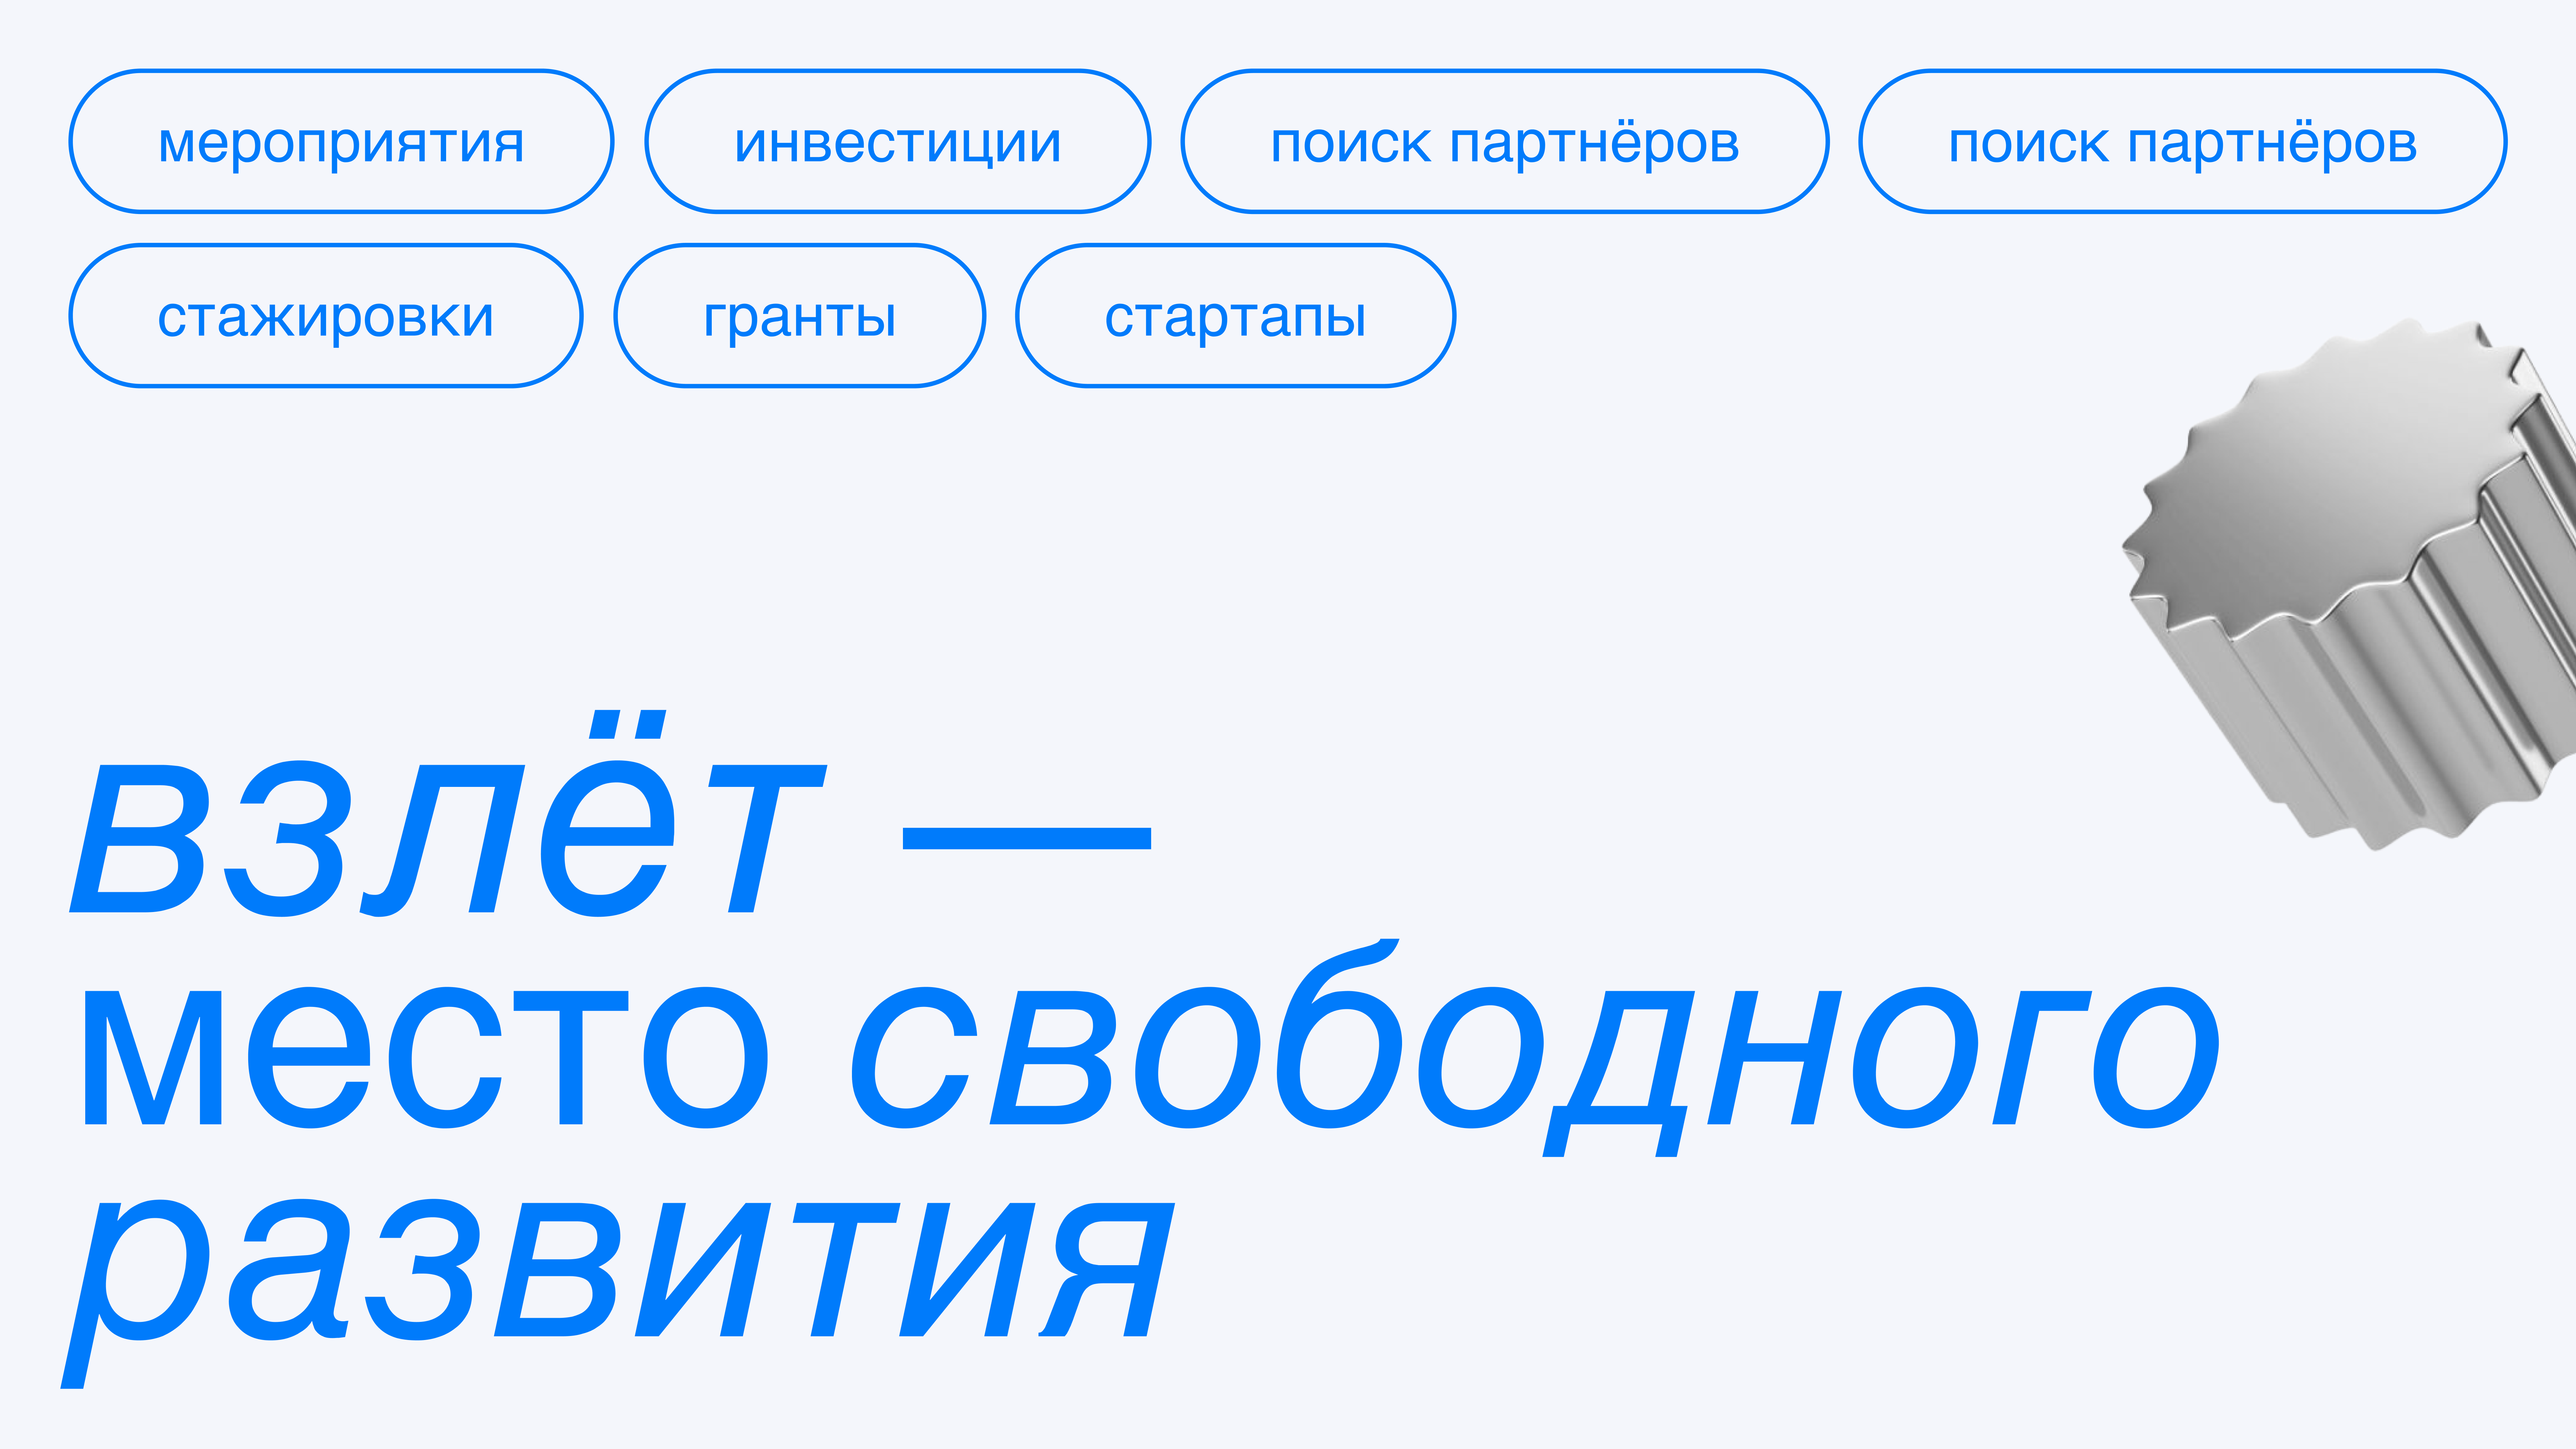 мероприятия инвестиции поиск партнёров поиск партнёров
стажировки гранты стартапы
взлёт —
место свободного
развития